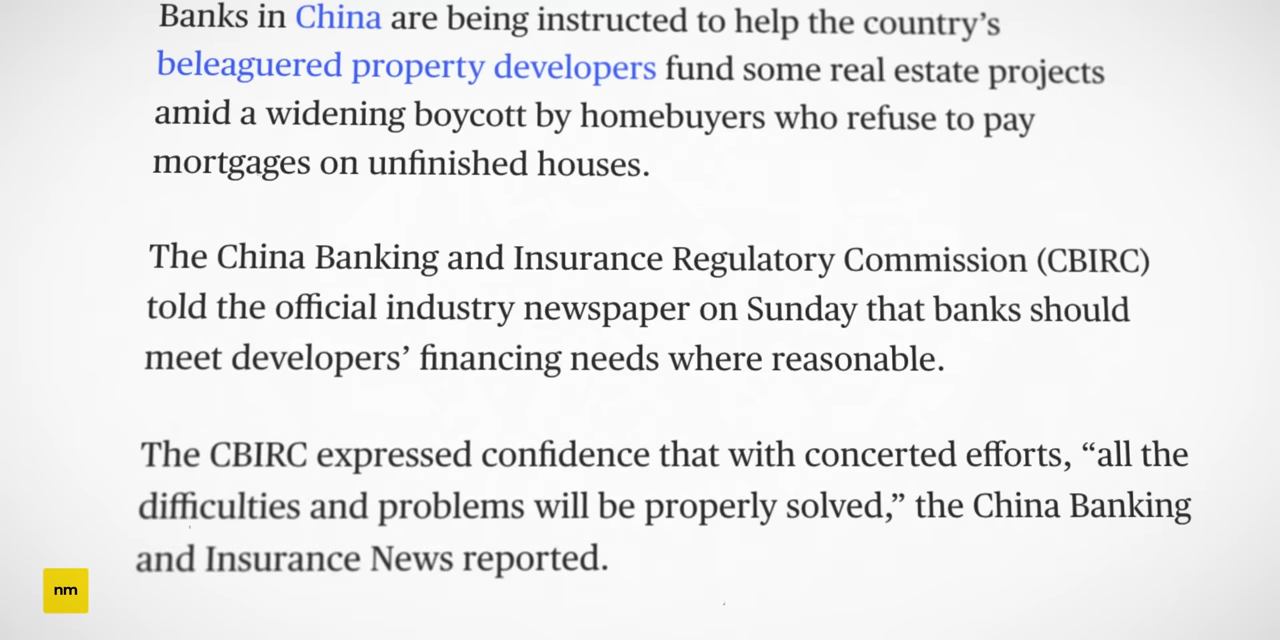 Banks in China are being instructed to help the country’s
beleaguered property developers fund some real estate projects
amid a widening boycott by homebuyers who refuse to pay
mortgages on unfinished houses.
The China Banking and Insurance Regulatory Commission (CBIRC)
told the official industry newspaper on Sunday that banks should
meet developers’ financing needs where reasonable.
The CBIRC expressed confidence that with concerted efforts, “all the
difficulties and problems will be properly solved,” the China Banking
and Insurance News reported.
nm